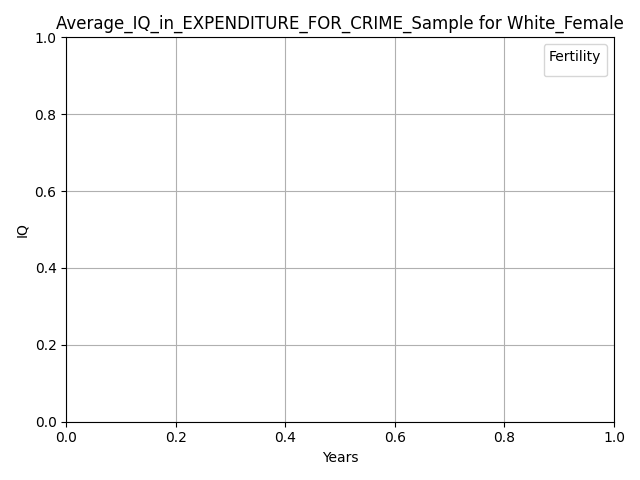 Average_IQ_in_EXPENDITURE_FOR_CRIME_Sample for White_Female
Fertility
1.0
0.8
0.6
0.4
0.2
0.0
IQ
0.0 0.2 0.4 0.6 0.8 1.0
Years